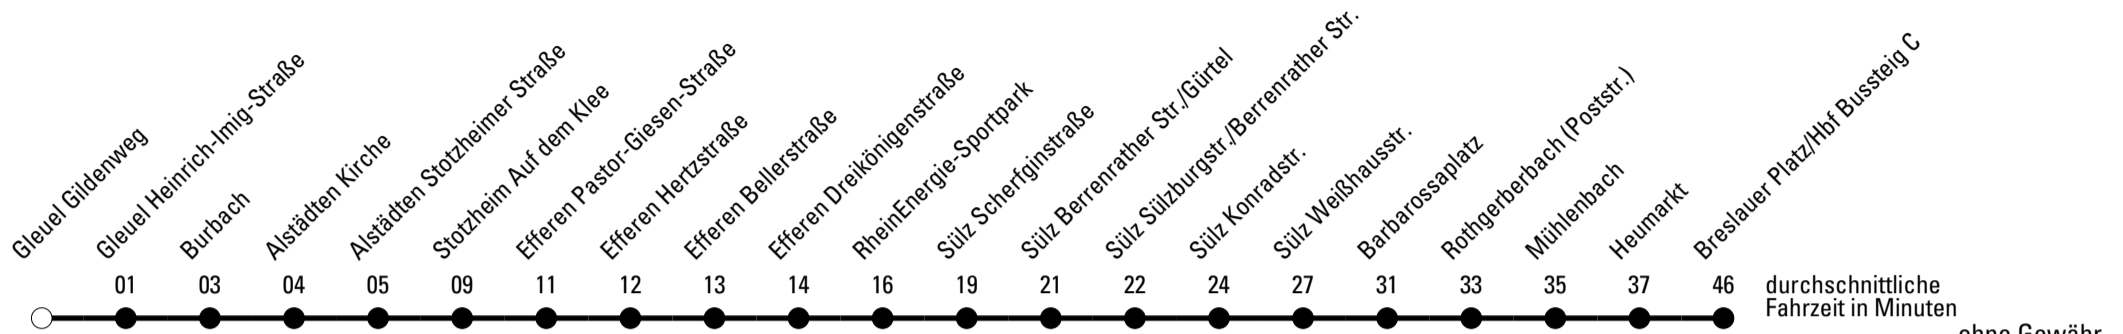 Gleuel Gildenweg
Gleuel Heinrich-Imig-Straße
Burbach
Alstädten Kirche
Alstädten Stotzheimer Straße
Stotzheim Auf dem Klee
Efferen Pastor-Giesen-Straße
Efferen Hertzstraße
Efferen Bellerstraße
Efferen Dreikönigenstraße
RheinEnergie-Sportpark
Sülz Scherfginstraße
Sülz Berrenrather Str./Gürtel
Sülz Sülzburgstr./Berrenrather Str.
Sülz Konradstr.
Sülz Weißhausstr.
Barbarossaplatz
Rothgerberbach (Poststr.)
Mühlenbach
Heumarkt
Breslauer Platz/Hbf Bussteig C
01 03 04 05 09 11 12 13 14 16 19 21 22 24 27 31 33 35 37 46 durchschnittliche
Fahrzeit in Minuten
ohne Gewähr